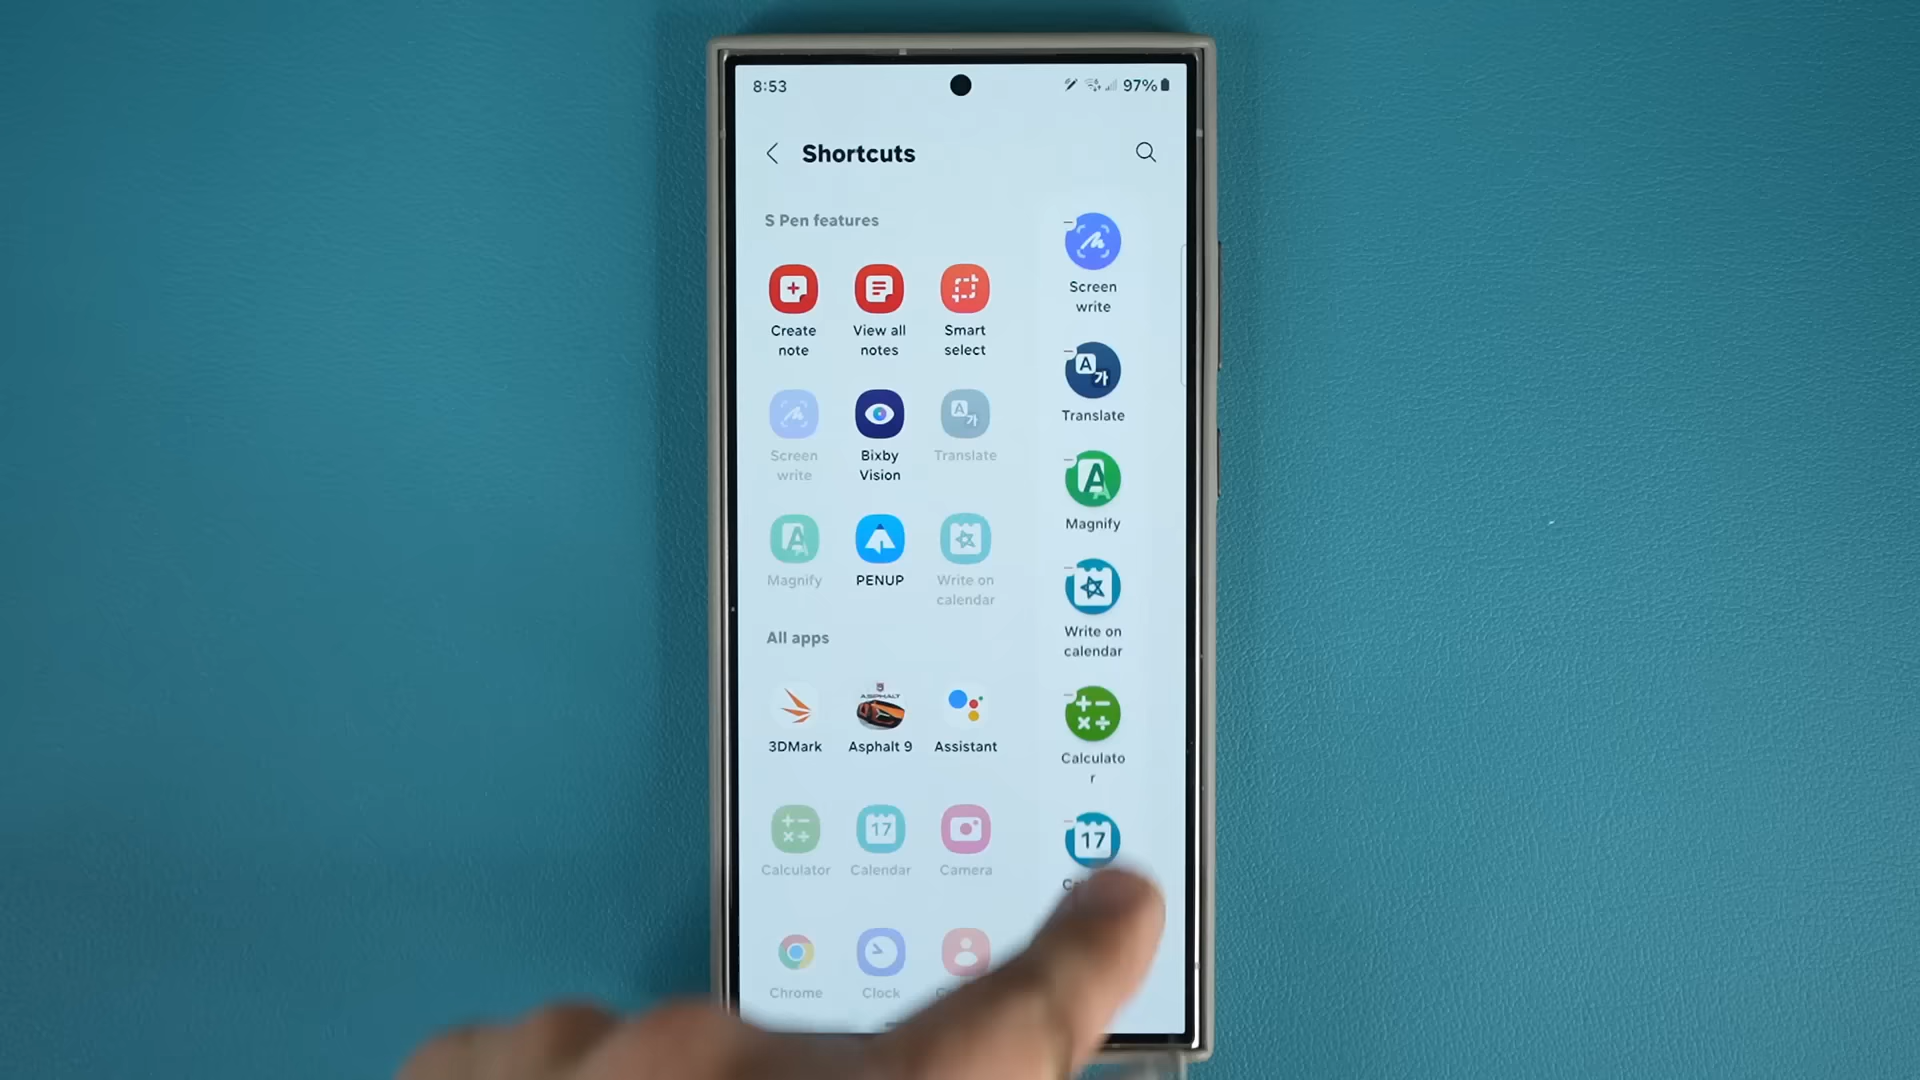 8:53
97%
Shortcuts
S Pen features
Create
note
View all
notes
Smart
select
Screen
write
Bixby
Vision
Translate
Magnify
PENUP
Write on
calendar
All apps
ASPHALT
3DMark
Asphalt 9
Assistant
17
Calculator
Calendar
Camera
Chrome
Clock
Screen
write
A
가
Translate
A
Magnify
Write on
calendar
Calculato
r
17